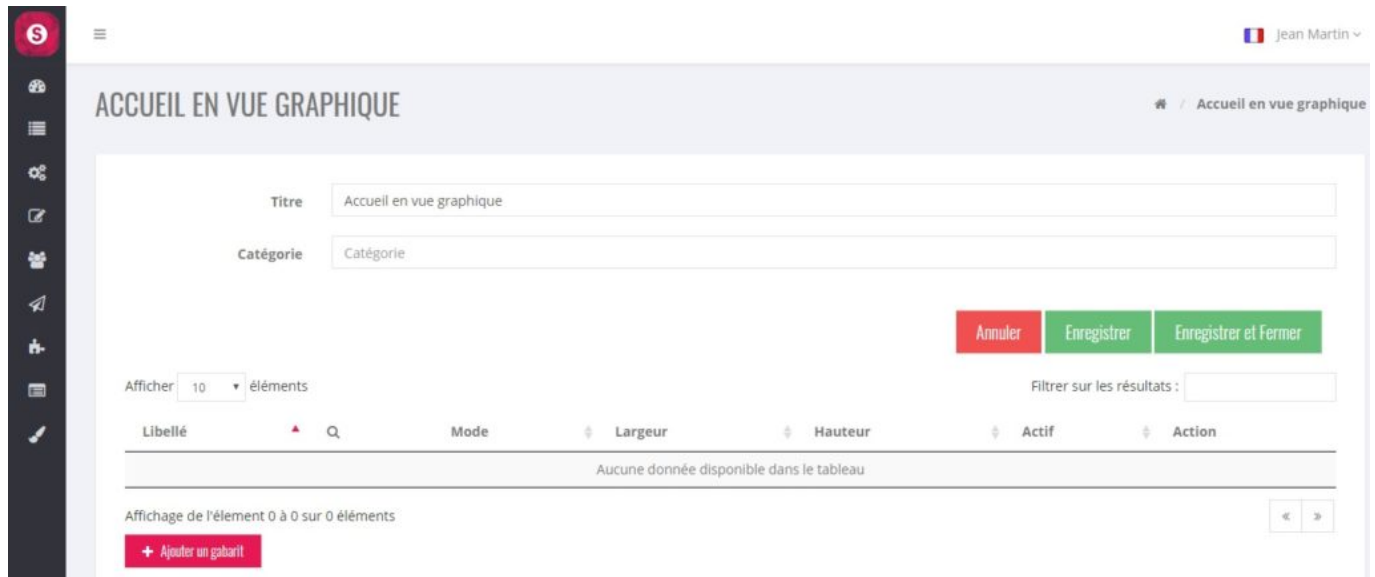 S
Jean Martin
ACCUEIL EN VUE GRAPHIQUE
/ Accueil en vue graphique
Titre Accueil en vue graphique
Catégorie Catégorie
Annuler Enregistrer Enregistrer et Fermer
Afficher 10 éléments Filtrer sur les résultats :
Libellé Mode Largeur Hauteur Actif Action
Aucune donnée disponible dans le tableau
Affichage de l'élement 0 à 0 sur 0 éléments
« »
+ Ajouter un gabarit